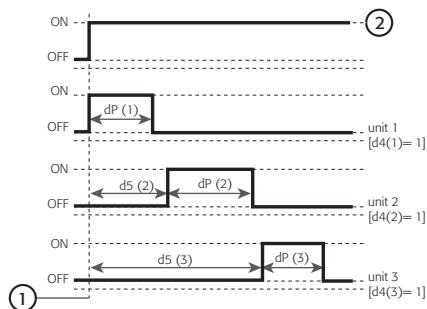 ON
2
OFF
ON
dP (1)
OFF
unit 1
[d4(1)= 1]
ON
d5 (2)
dP (2)
OFF
unit 2
[d4(2)= 1]
ON
d5 (3)
dP (3)
OFF
unit 3
[d4(3)= 1]
1